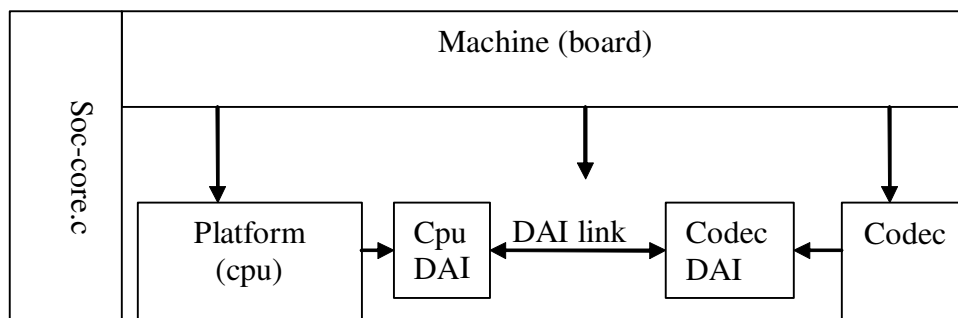 Soc-core.c
Machine (board)
Platform
(cpu)
Cpu
DAI
DAI link
Codec
DAI
Codec